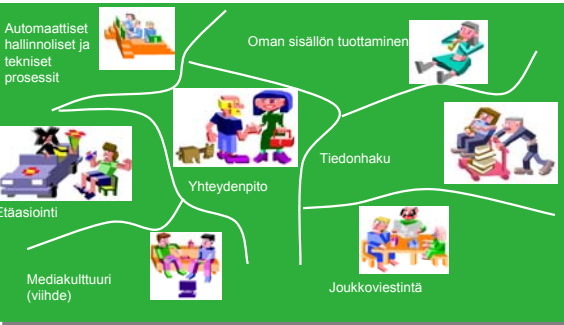 Automaattiset
hallinnoliset ja
tekniset
prosessit
Oman sisällön tuottaminen
Yhteydenpito
Tiedonhaku
Etäasiointi
Mediakulttuuri
(viihde)
Joukkoviestintä